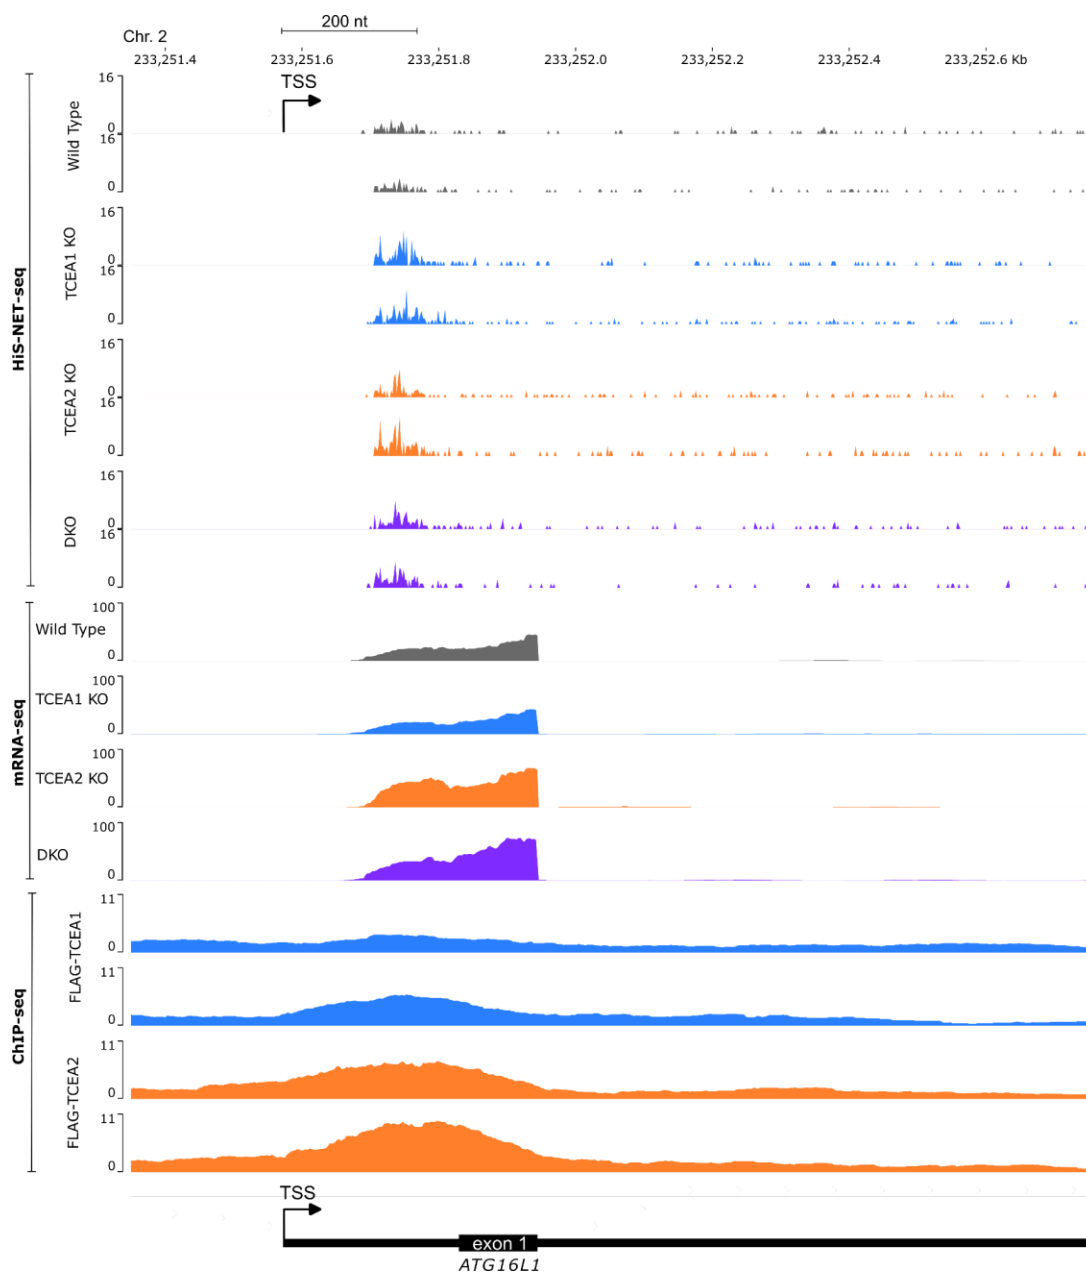 200 nt
Chr. 2
233,251.4 233,251.6 233,251.8 233,252.0 233,252.2 233,252.4 233,252.6 Kb
HiS-NET-seq
Wild Type
16
0
TSS
16
0
TCEA1 KO
16
0
16
0
TCEA2 KO
16
0
16
0
DKO
16
0
16
0
mRNA-seq
Wild Type
100
0
TCEA1 KO
100
0
TCEA2 KO
100
0
DKO
100
0
ChIP-seq
FLAG-TCEA1
11
0
11
0
FLAG-TCEA2
11
0
11
0
TSS
exon 1
ATG16L1